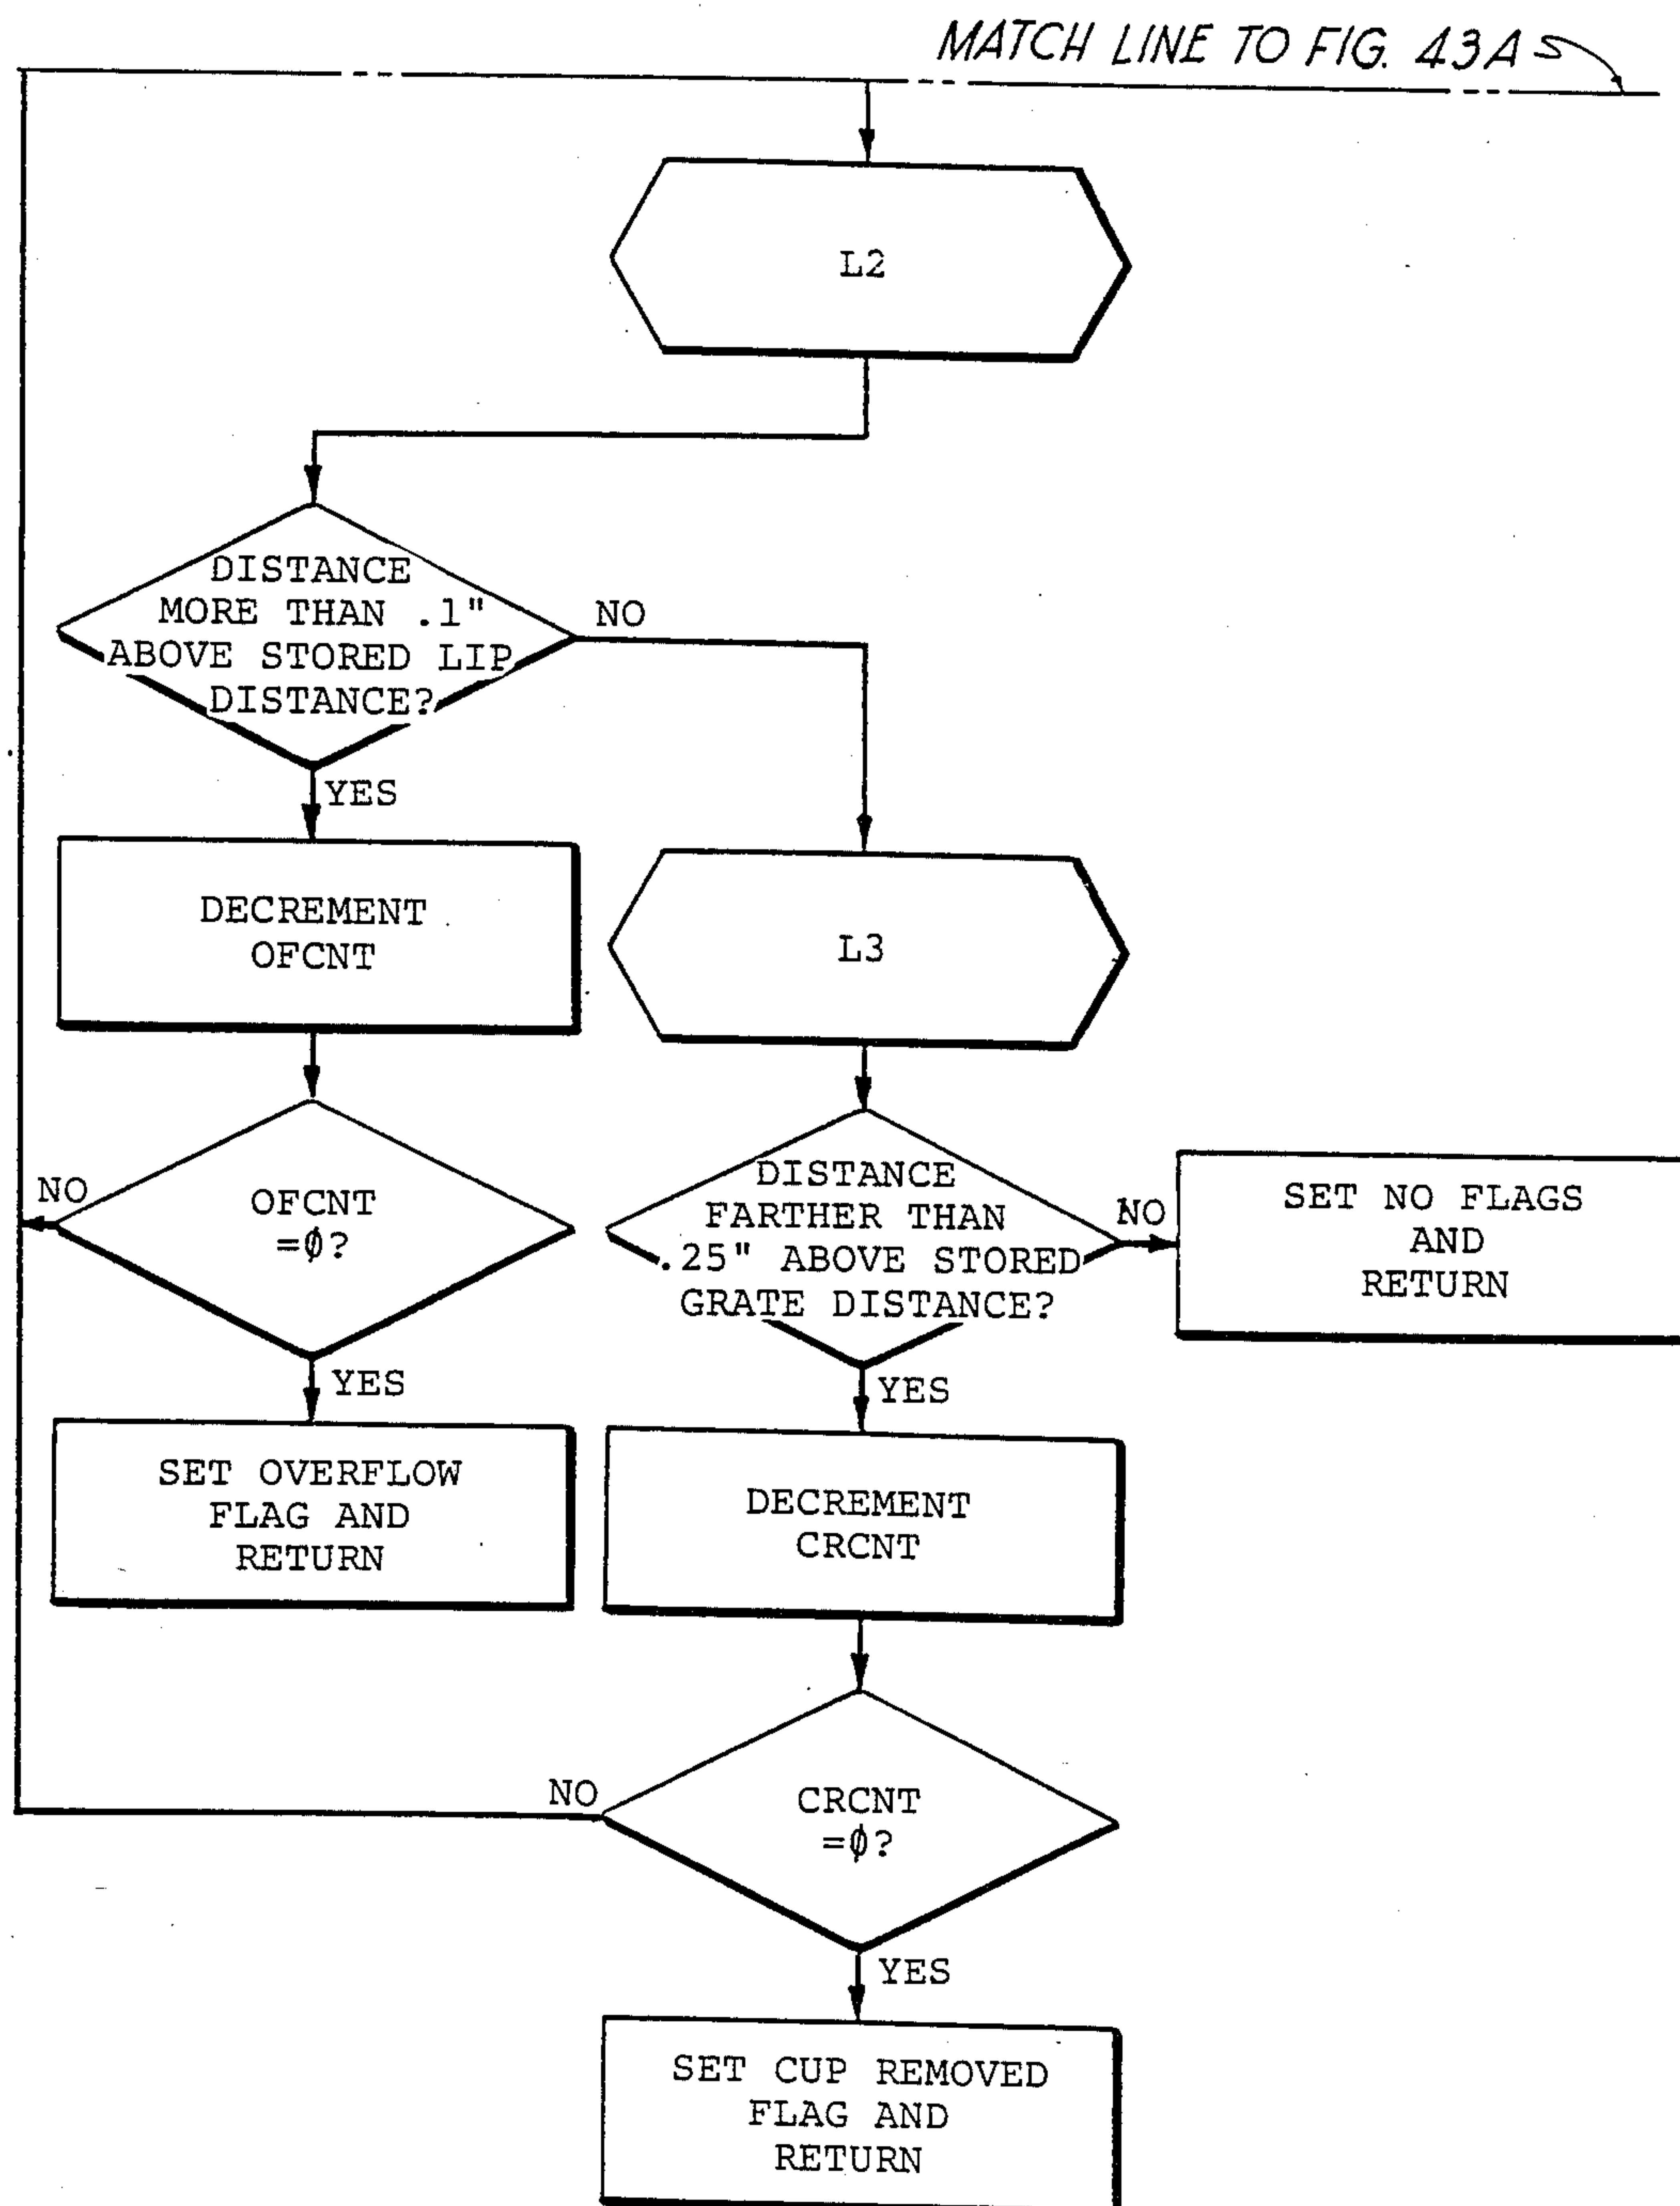 MATCH LINE TO FIG. 43A
L2
DISTANCE
MORE THAN .1"
ABOVE STORED LIP
DISTANCE?
NO
YES
DECREMENT
OFCNT
L3
NO
OFCNT
=Ø?
DISTANCE
FARTHER THAN
.25" ABOVE STORED
GRATE DISTANCE?
NO
SET NO FLAGS
AND
RETURN
YES
YES
SET OVERFLOW
FLAG AND
RETURN
DECREMENT
CRCNT
NO
CRCNT
=Ø?
YES
SET CUP REMOVED
FLAG AND
RETURN